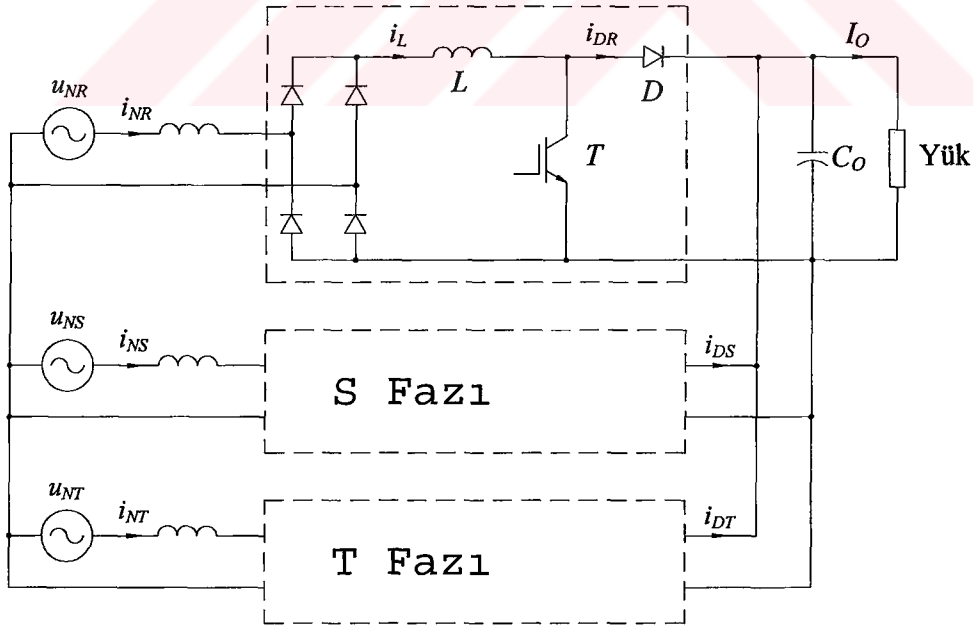 i_L
i_DR
I_O
L
D
u_NR
i_NR
T
C_O
Yük
u_NS
i_NS
i_DS
S Fazı
u_NT
i_NT
i_DT
T Fazı